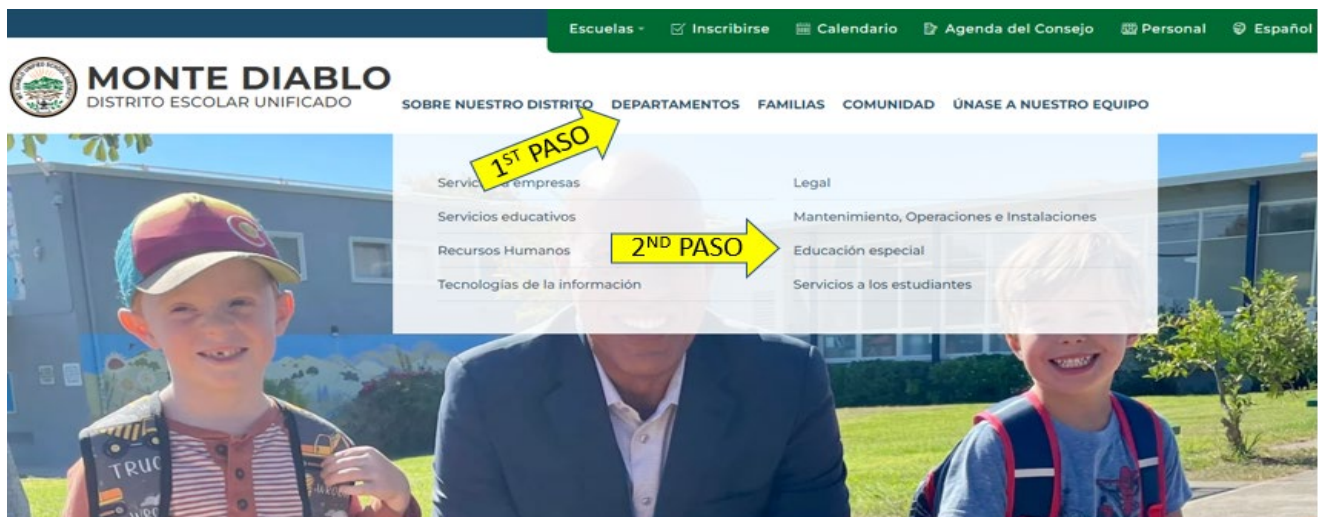 Escuelas Inscribirse Calendario Agenda del Consejo Personal Español
MONTE DIABLO
DISTRITO ESCOLAR UNIFICADO
SOBRE NUESTRO DISTRITO DEPARTAMENTOS FAMILIAS COMUNIDAD ÚNASE A NUESTRO EQUIPO
1ST PASO
empresas
Legal
Servicios educativos
Mantenimiento, Operaciones e Instalaciones
Recursos Humanos
2ND PASO
Educación especial
Tecnologías de la información
Servicios a los estudiantes